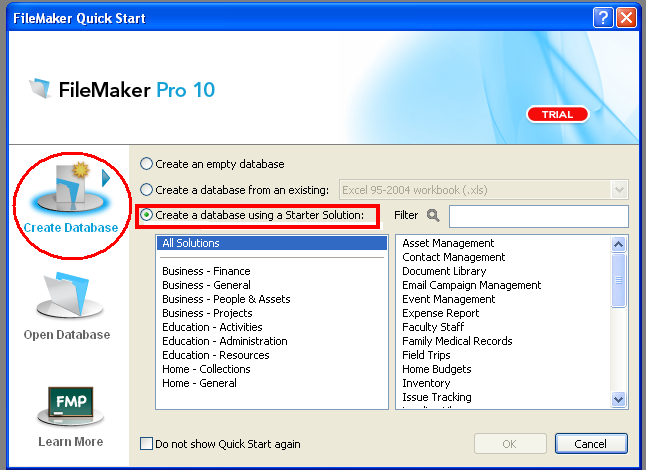 FileMaker Quick Start
FileMaker Pro 10
TRIAL
Create Database
Open Database
FMP
Learn More
Create an empty database
Create a database from an existing: Excel 95-2004 workbook (.xls)
Create a database using a Starter Solution: Filter
All Solutions
Business - Finance
Business - General
Business - People & Assets
Business - Projects
Education - Activities
Education - Administration
Education - Resources
Home - Collections
Home - General
Asset Management
Contact Management
Document Library
Email Campaign Management
Event Management
Expense Report
Faculty Staff
Family Medical Records
Field Trips
Home Budgets
Inventory
Issue Tracking
Do not show Quick Start again
OK
Cancel